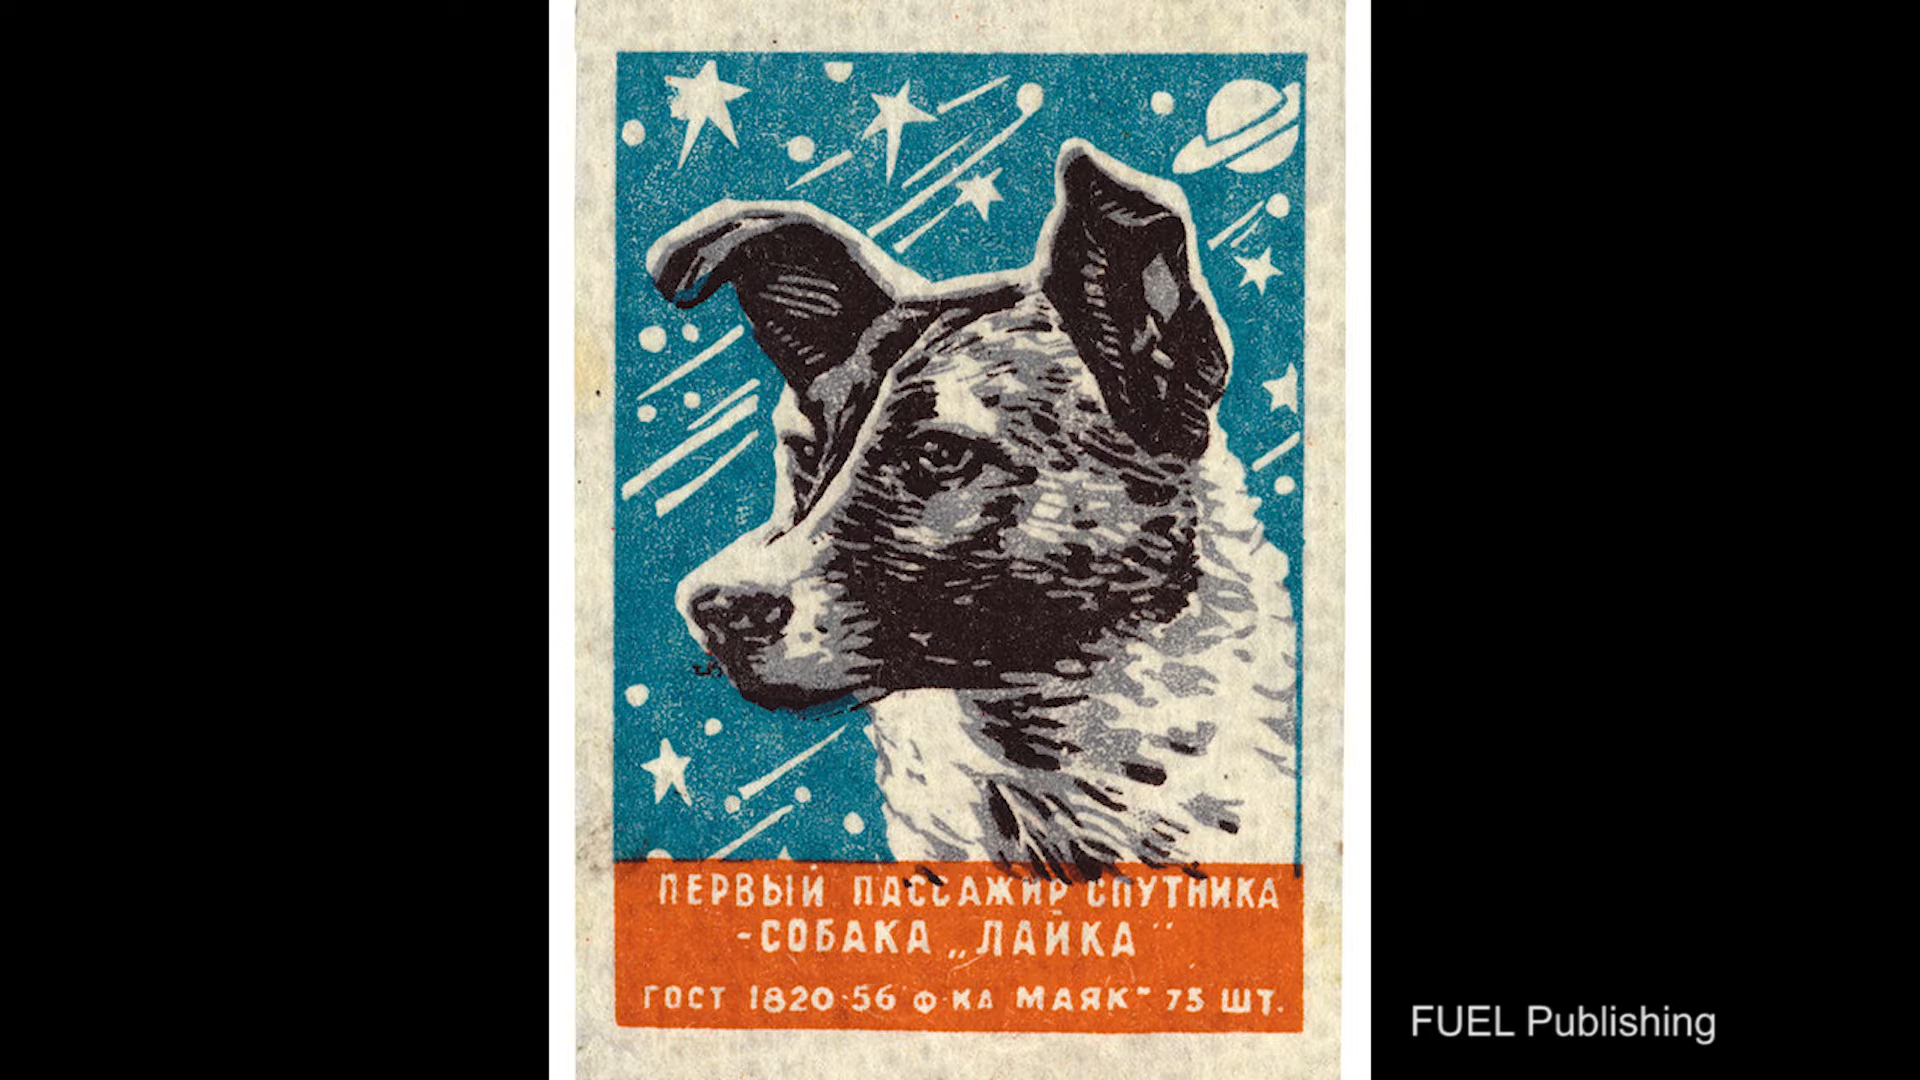 ПЕРВЫЙ ПАССАЖИР СПУТНИКА
-СОБАКА „ЛАЙКА“
ГОСТ 1820-56 Ф-КА МАЯК - 75 ШТ.
FUEL Publishing